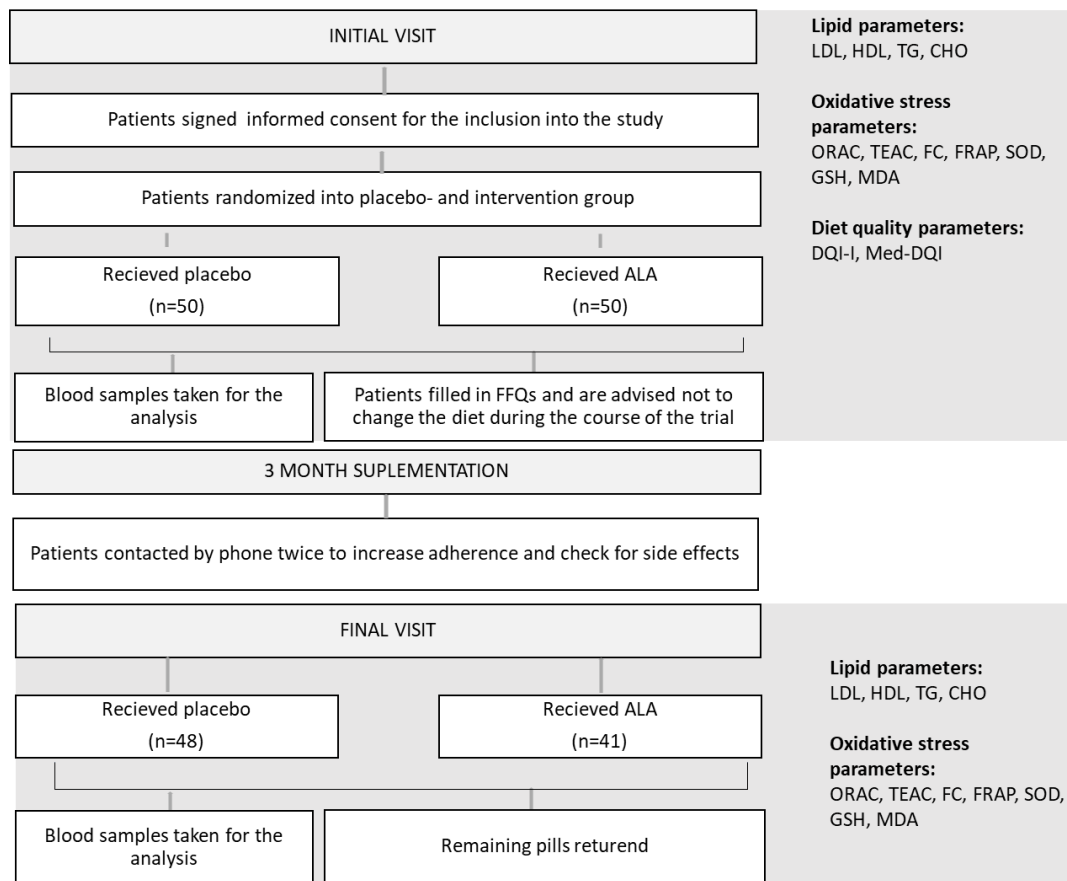 INITIAL VISIT
Patients signed informed consent for the inclusion into the study
Patients randomized into placebo- and intervention group
Recieved placebo
(n=50)
Recieved ALA
(n=50)
Blood samples taken for the
analysis
Patients filled in FFQs and are advised not to
change the diet during the course of the trial
Lipid parameters:
LDL, HDL, TG, CHO
Oxidative stress
parameters:
ORAC, TEAC, FC, FRAP, SOD,
GSH, MDA
Diet quality parameters:
DQI-I, Med-DQI
3 MONTH SUPLEMENTATION
Patients contacted by phone twice to increase adherence and check for side effects
FINAL VISIT
Recieved placebo
(n=48)
Recieved ALA
(n=41)
Blood samples taken for the
analysis
Remaining pills returend
Lipid parameters:
LDL, HDL, TG, CHO
Oxidative stress
parameters:
ORAC, TEAC, FC, FRAP, SOD,
GSH, MDA